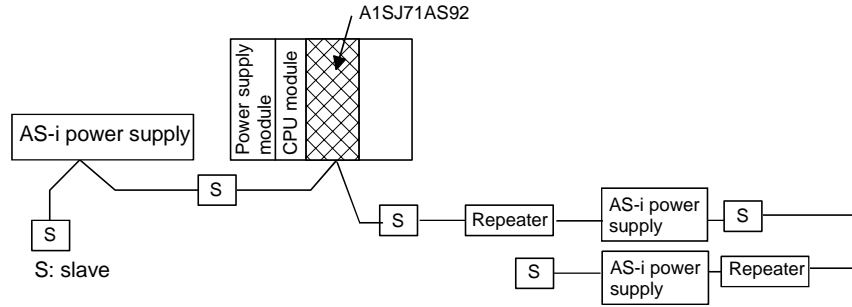 A1SJ71AS92
Power supply
module
CPU module
AS-i power supply
S
S
S: slave
S
Repeater
AS-i power
supply
S
S
AS-i power
supply
Repeater